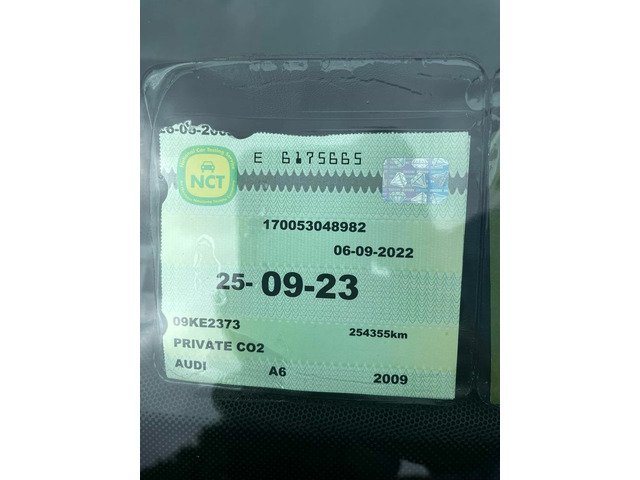 E 6175665
NCT
170053048982
06-09-2022
25- 09-23
09KE2373
254355km
PRIVATE CO2
AUDI A6 2009